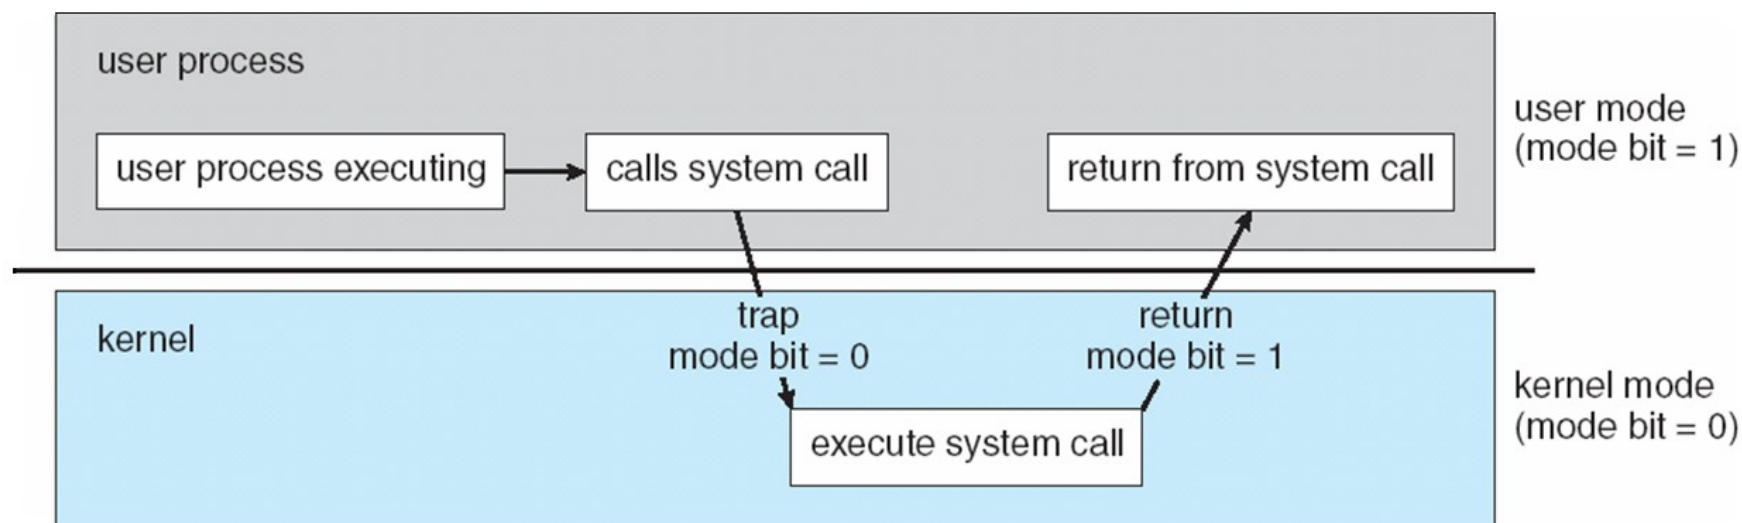 user process
user process executing
calls system call
return from system call
user mode
(mode bit = 1)
kernel
trap
mode bit = 0
return
mode bit = 1
execute system call
kernel mode
(mode bit = 0)